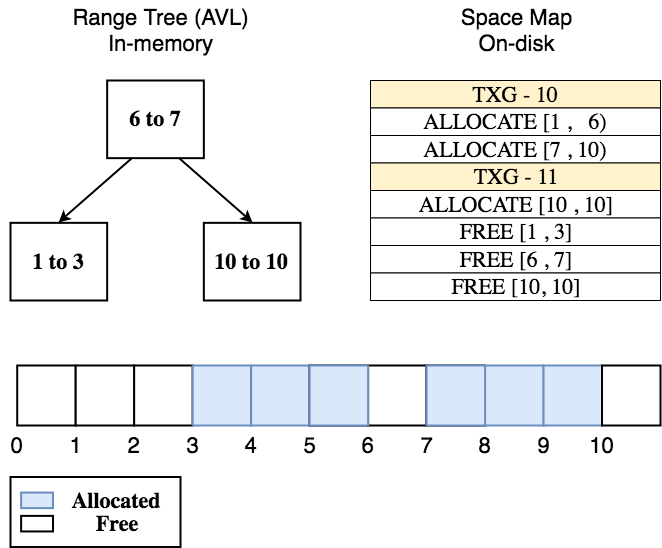 Range Tree (AVL)
In-memory
6 to 7
1 to 3
10 to 10
Space Map
On-disk
TXG - 10
ALLOCATE [1 , 6)
ALLOCATE [7 , 10)
TXG - 11
ALLOCATE [10 , 10]
FREE [1 , 3]
FREE [6 , 7]
FREE [10, 10]
0 1 2 3 4 5 6 7 8 9 10
Allocated
Free